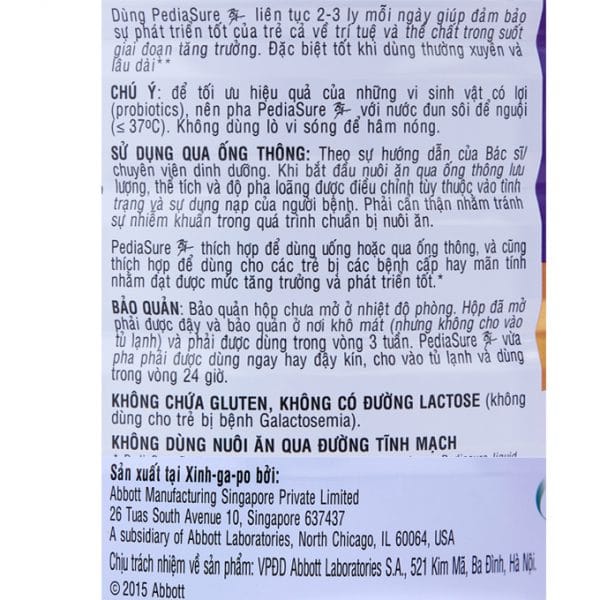 Dùng PediaSure liên tục 2-3 ly mỗi ngày giúp đảm bảo
sự phát triển tốt của trẻ cả về trí tuệ và thể chất trong suốt
giai đoạn tăng trưởng. Đặc biệt tốt khi dùng thường xuyên và
lâu dài**
CHÚ Ý: để tối ưu hiệu quả của những vi sinh vật có lợi
(probiotics), nên pha PediaSure với nước đun sôi để nguội
(≤ 37ºC). Không dùng lò vi sóng để hâm nóng.
SỬ DỤNG QUA ỐNG THÔNG: Theo sự hướng dẫn của Bác sĩ/
chuyên viên dinh dưỡng. Khi bắt đầu nuôi ăn qua ống thông lưu
lượng, thể tích và độ pha loãng được điều chỉnh tùy thuộc vào tình
trạng và sự dung nạp của người bệnh. Phải cẩn thận nhằm tránh
sự nhiễm khuẩn trong quá trình chuẩn bị nuôi ăn.
PediaSure thích hợp để dùng uống hoặc qua ống thông, và cũng
thích hợp để dùng cho các trẻ bị các bệnh cấp hay mãn tính
nhằm đạt được mức tăng trưởng và phát triển tốt.*
BẢO QUẢN: Bảo quản hộp chưa mở ở nhiệt độ phòng. Hộp đã mở
phải được đậy và bảo quản ở nơi khô mát (nhưng không cho vào
tủ lạnh) và phải được dùng trong vòng 3 tuần. PediaSure vừa
pha phải được dùng ngay hay đậy kín, cho vào tủ lạnh và dùng
trong vòng 24 giờ.
KHÔNG CHỨA GLUTEN, KHÔNG CÓ ĐƯỜNG LACTOSE (không
dùng cho trẻ bị bệnh Galactosemia).
KHÔNG DÙNG NUÔI ĂN QUA ĐƯỜNG TĨNH MẠCH
Sản xuất tại Xinh-ga-po bởi:
Abbott Manufacturing Singapore Private Limited
26 Tuas South Avenue 10, Singapore 637437
A subsidiary of Abbott Laboratories, North Chicago, IL 60064, USA
Chịu trách nhiệm về sản phẩm: VPĐD Abbott Laboratories S.A., 521 Kim Mã, Ba Đình, Hà Nội.
© 2015 Abbott